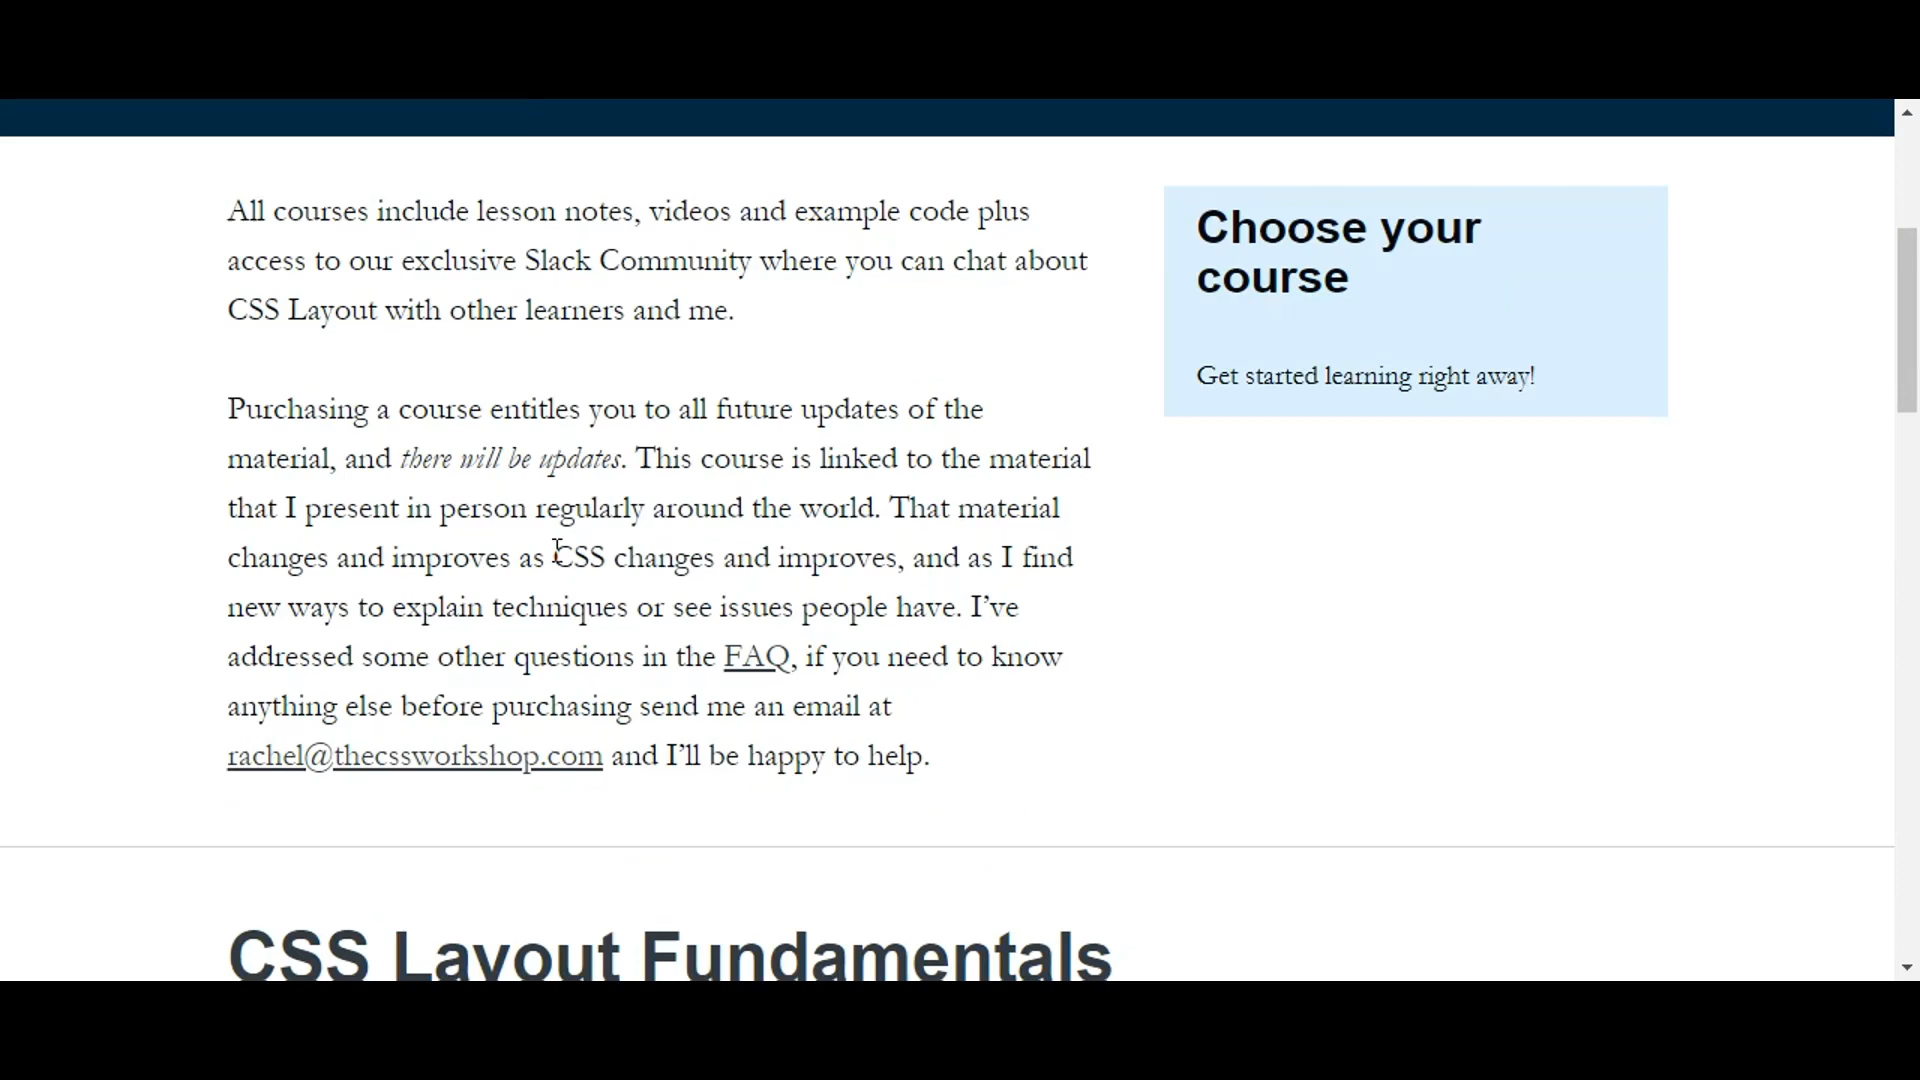 All courses include lesson notes, videos and example code plus
access to our exclusive Slack Community where you can chat about
CSS Layout with other learners and me.
Purchasing a course entitles you to all future updates of the
material, and there will be updates. This course is linked to the material
that I present in person regularly around the world. That material
changes and improves as CSS changes and improves, and as I find
new ways to explain techniques or see issues people have. I’ve
addressed some other questions in the FAQ, if you need to know
anything else before purchasing send me an email at
rachel@thecssworkshop.com and I’ll be happy to help.
Choose your
course
Get started learning right away!
CSS Layout Fundamentals